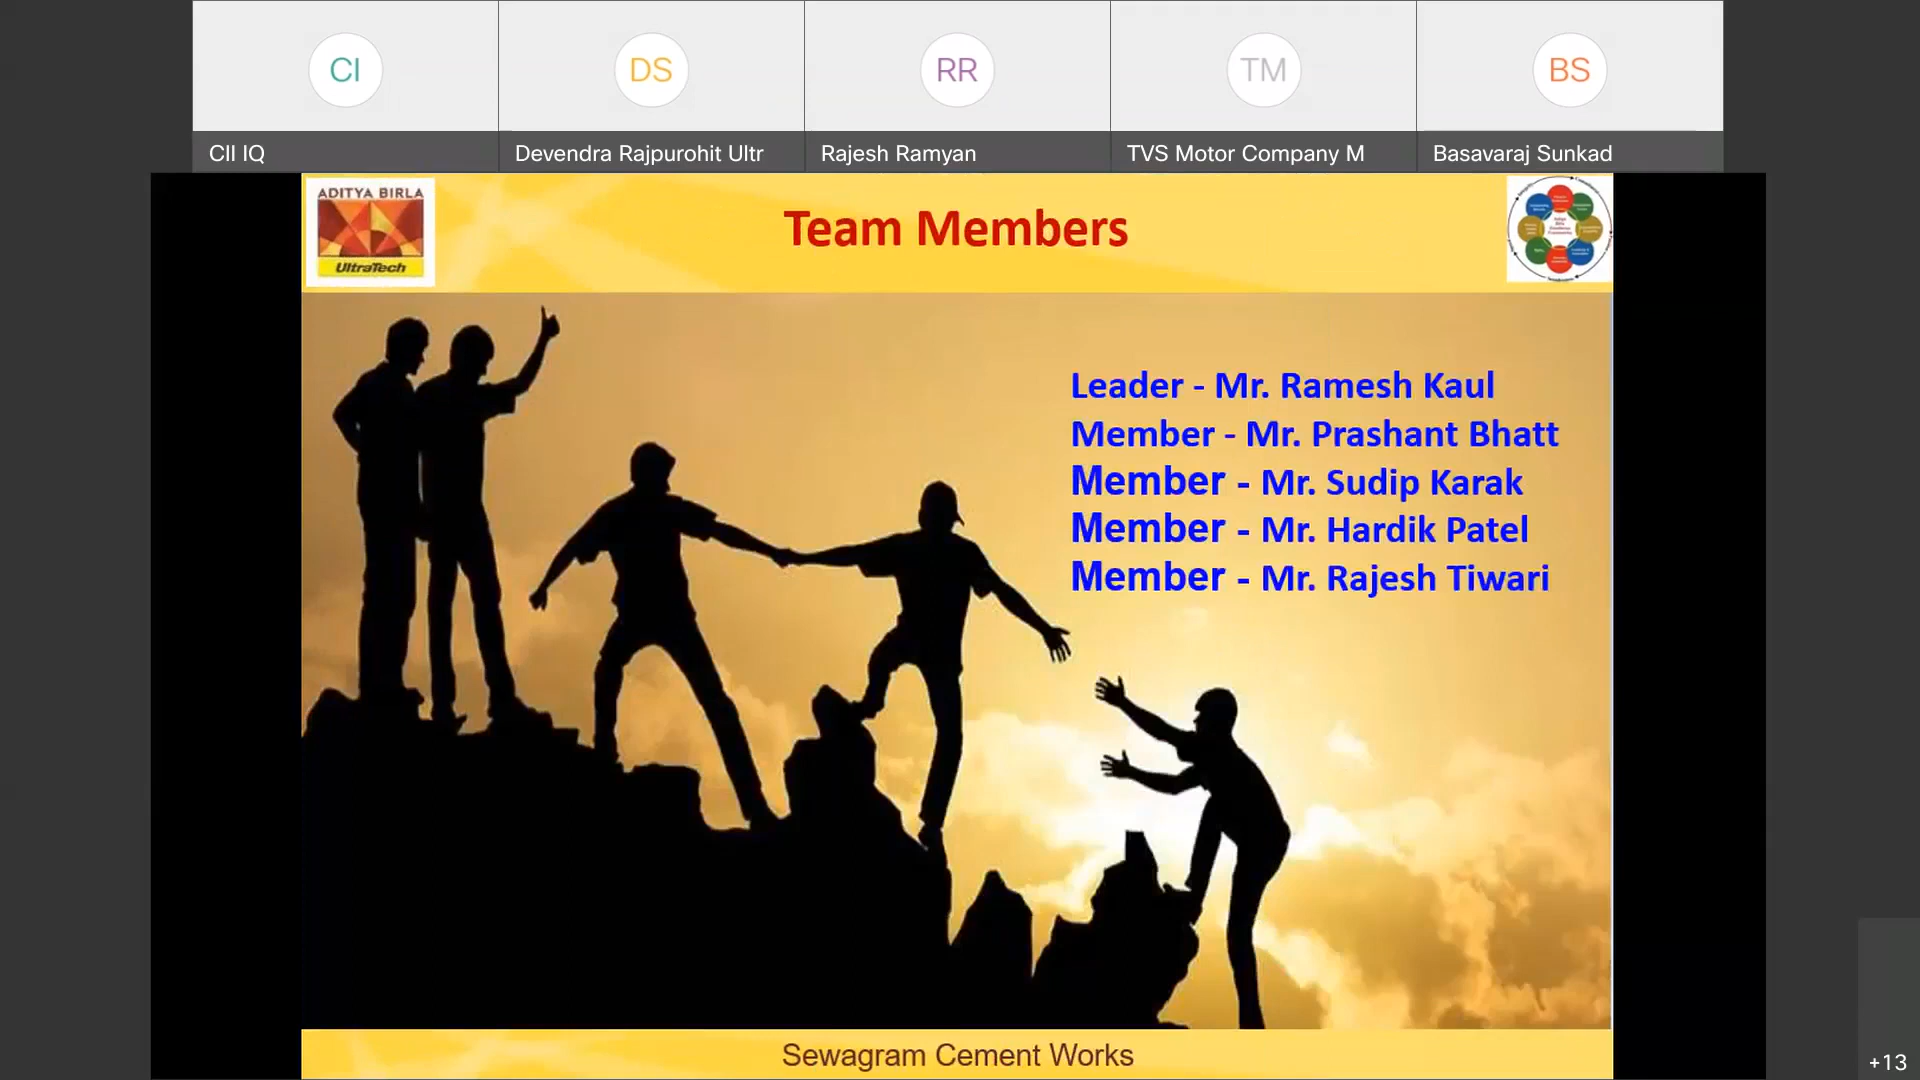 CI
DS
RR
TM
BS
CII IQ
Devendra Rajpurohit Ultr
Rajesh Ramyan
TVS Motor Company M
Basavaraj Sunkad
ADITYA BIRLA
UltraTech
Team Members
Leader - Mr. Ramesh Kaul
Member - Mr. Prashant Bhatt
Member - Mr. Sudip Karak
Member - Mr. Hardik Patel
Member - Mr. Rajesh Tiwari
Sewagram Cement Works
+13